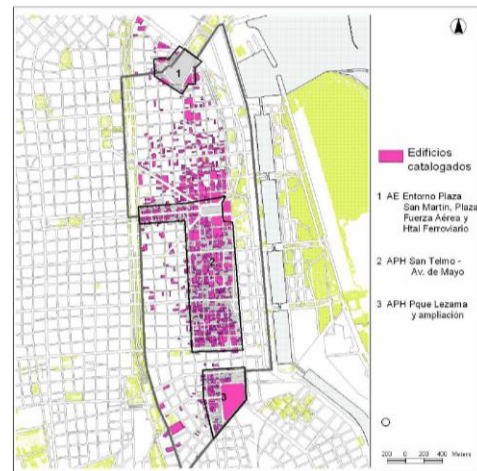 1
2
3
Edificios
catalogados
1 AE Entorno Plaza
San Martín, Plaza
Fuerza Aérea y
Htal Ferroviario
2 APH San Telmo -
Av. de Mayo
3 APH Pque Lezama
y ampliación
200 0 200 400 Meters